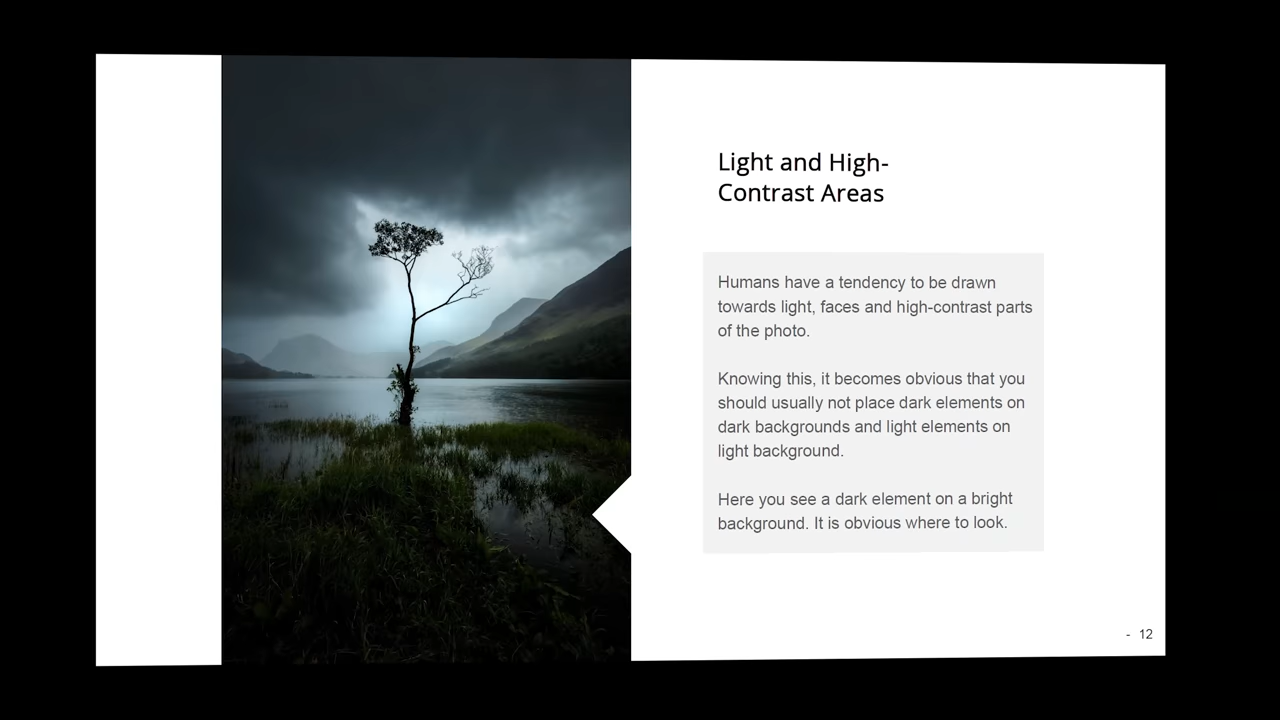 Light and High-
Contrast Areas
Humans have a tendency to be drawn
towards light, faces and high-contrast parts
of the photo.
Knowing this, it becomes obvious that you
should usually not place dark elements on
dark backgrounds and light elements on
light background.
Here you see a dark element on a bright
background. It is obvious where to look.
- 12